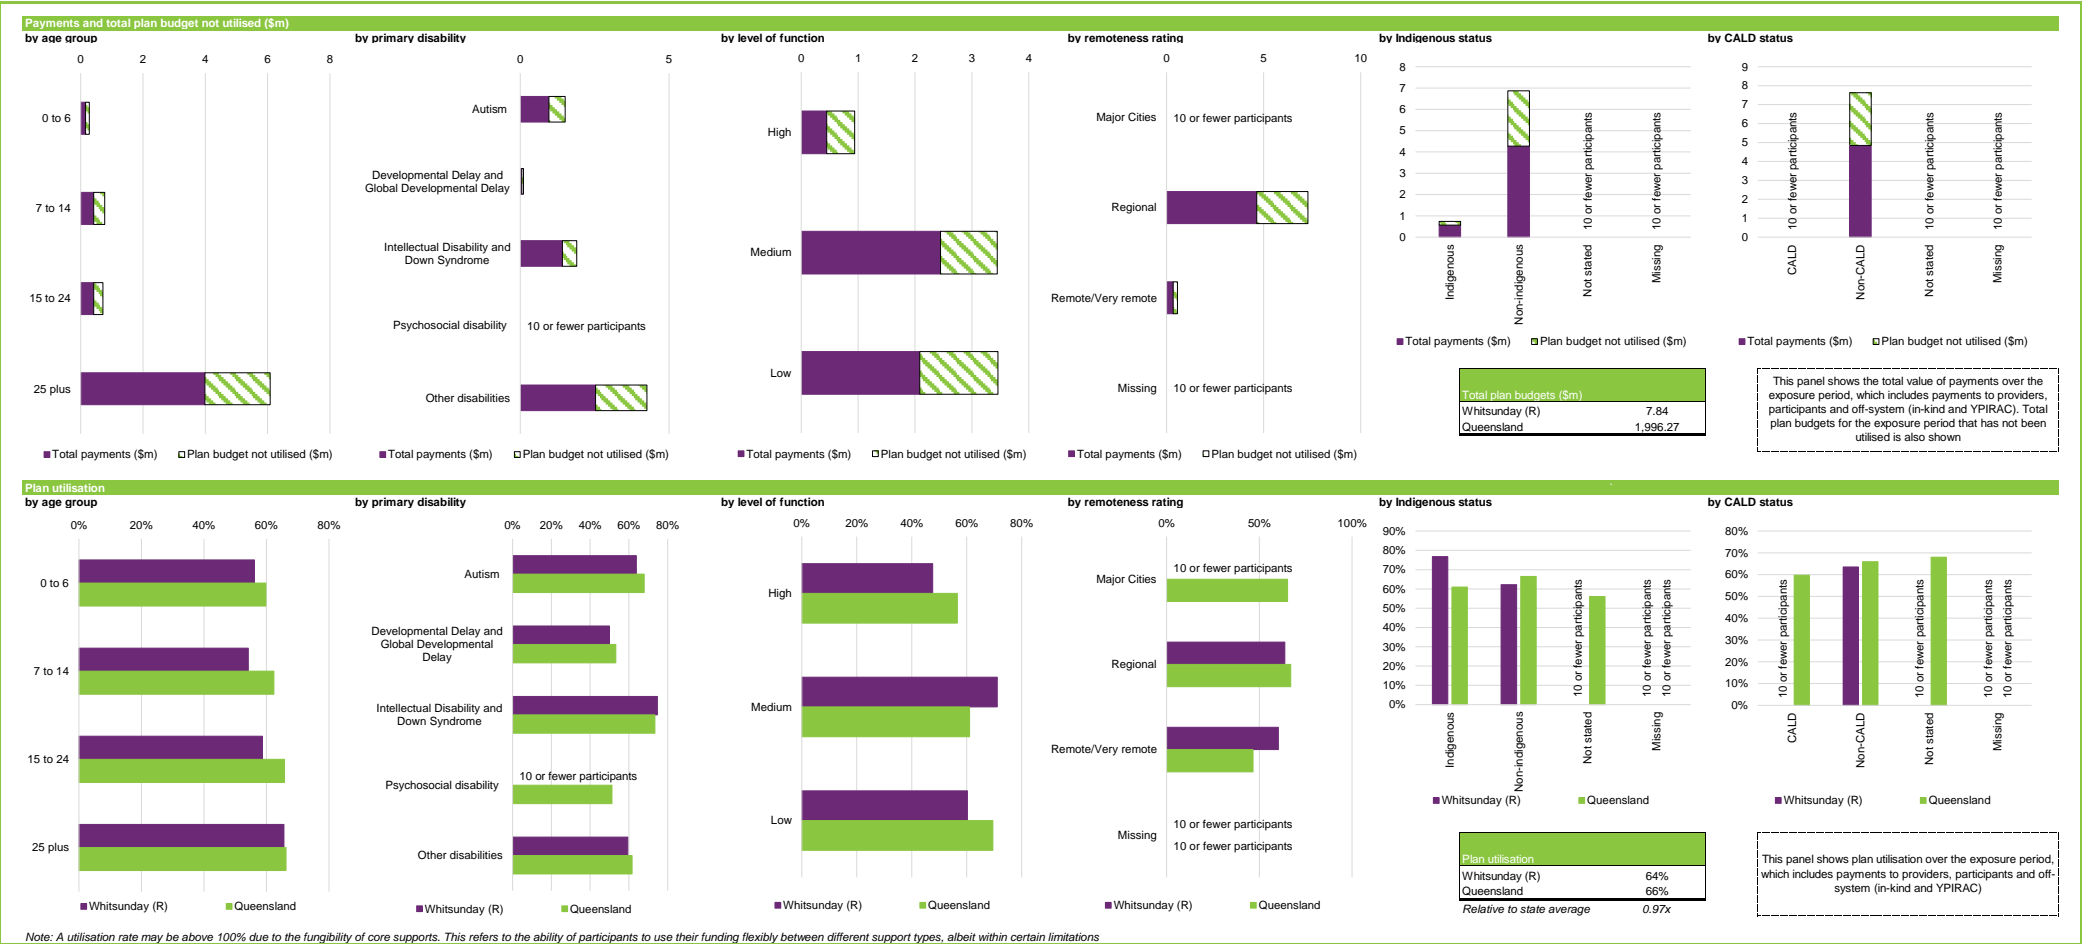 Payments and total plan budget not utilised ($m)
by age group
0 2 4 6 8
0 to 6
7 to 14
15 to 24
25 plus
Total payments ($m) Plan budget not utilised ($m)
by primary disability
0 5
Autism
Developmental Delay and
Global Developmental Delay
Intellectual Disability and
Down Syndrome
Psychosocial disability 10 or fewer participants
Other disabilities
Total payments ($m) Plan budget not utilised ($m)
by level of function
0 1 2 3 4
High
Medium
Low
Total payments ($m) Plan budget not utilised ($m)
by remoteness rating
0 5 10
Major Cities 10 or fewer participants
Regional
Remote/Very remote
Missing 10 or fewer participants
Total payments ($m) Plan budget not utilised ($m)
by Indigenous status
8
7
6
5
4
3
2
1
0
10 or fewer participants
10 or fewer participants
Indigenous
Non-indigenous
Not stated
Missing
Total payments ($m) Plan budget not utilised ($m)
Total plan budgets ($m)
Whitsunday (R) 7.84
Queensland 1,996.27
by CALD status
9
8
7
6
5
4
3
2
1
0
10 or fewer participants
10 or fewer participants
10 or fewer participants
CALD
Non-CALD
Not stated
Missing
Total payments ($m) Plan budget not utilised ($m)
This panel shows the total value of payments over the
exposure period, which includes payments to providers,
participants and off-system (in-kind and YPIRAC). Total
plan budgets for the exposure period that has not been
utilised is also shown
Plan utilisation
by age group
0% 20% 40% 60% 80%
0 to 6
7 to 14
15 to 24
25 plus
Whitsunday (R) Queensland
by primary disability
0% 20% 40% 60% 80%
Autism
Developmental Delay and
Global Developmental
Delay
Intellectual Disability and
Down Syndrome
10 or fewer participants
Psychosocial disability
Other disabilities
Whitsunday (R) Queensland
by level of function
0% 20% 40% 60% 80%
High
Medium
Low
Whitsunday (R) Queensland
by remoteness rating
0% 50% 100%
10 or fewer participants
Major Cities
Regional
Remote/Very remote
10 or fewer participants
Missing
10 or fewer participants
Whitsunday (R) Queensland
by Indigenous status
90%
80%
70%
60%
50%
40%
30%
20%
10%
0%
10 or fewer participants
10 or fewer participants
10 or fewer participants
Indigenous
Non-indigenous
Not stated
Missing
Whitsunday (R) Queensland
Plan utilisation
Whitsunday (R) 64%
Queensland 66%
Relative to state average 0.97x
by CALD status
80%
70%
60%
50%
40%
30%
20%
10%
0%
10 or fewer participants
10 or fewer participants
10 or fewer participants
10 or fewer participants
CALD
Non-CALD
Not stated
Missing
Whitsunday (R) Queensland
This panel shows plan utilisation over the exposure period,
which includes payments to providers, participants and off-
system (in-kind and YPIRAC)
Note: A utilisation rate may be above 100% due to the fungibility of core supports. This refers to the ability of participants to use their funding flexibly between different support types, albeit within certain limitations